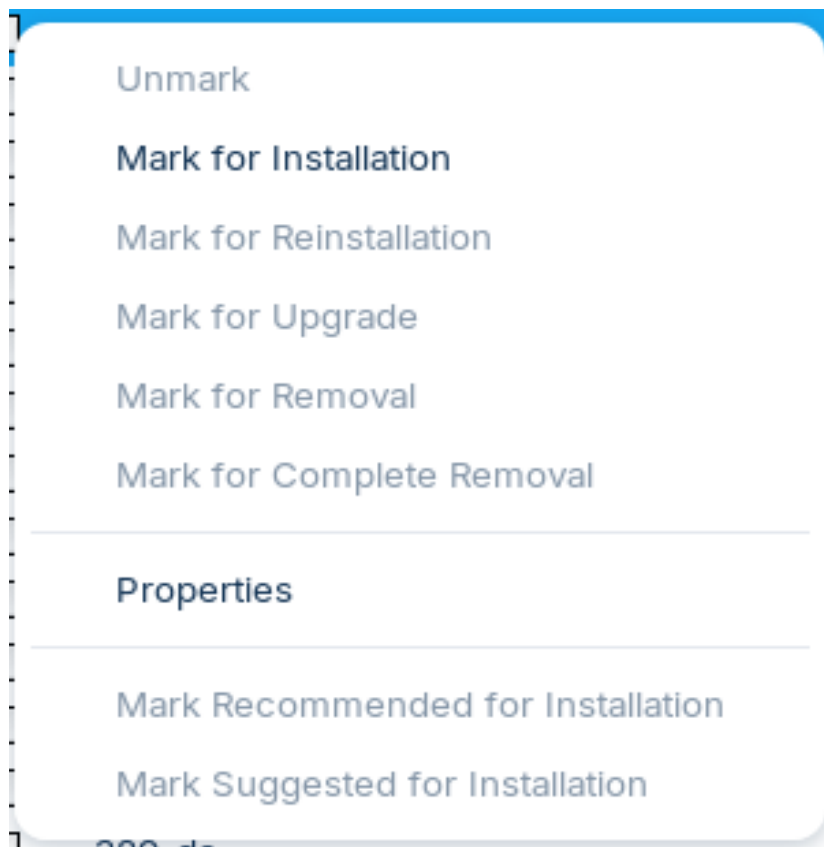 Unmark
Mark for Installation
Mark for Reinstallation
Mark for Upgrade
Mark for Removal
Mark for Complete Removal
Properties
Mark Recommended for Installation
Mark Suggested for Installation